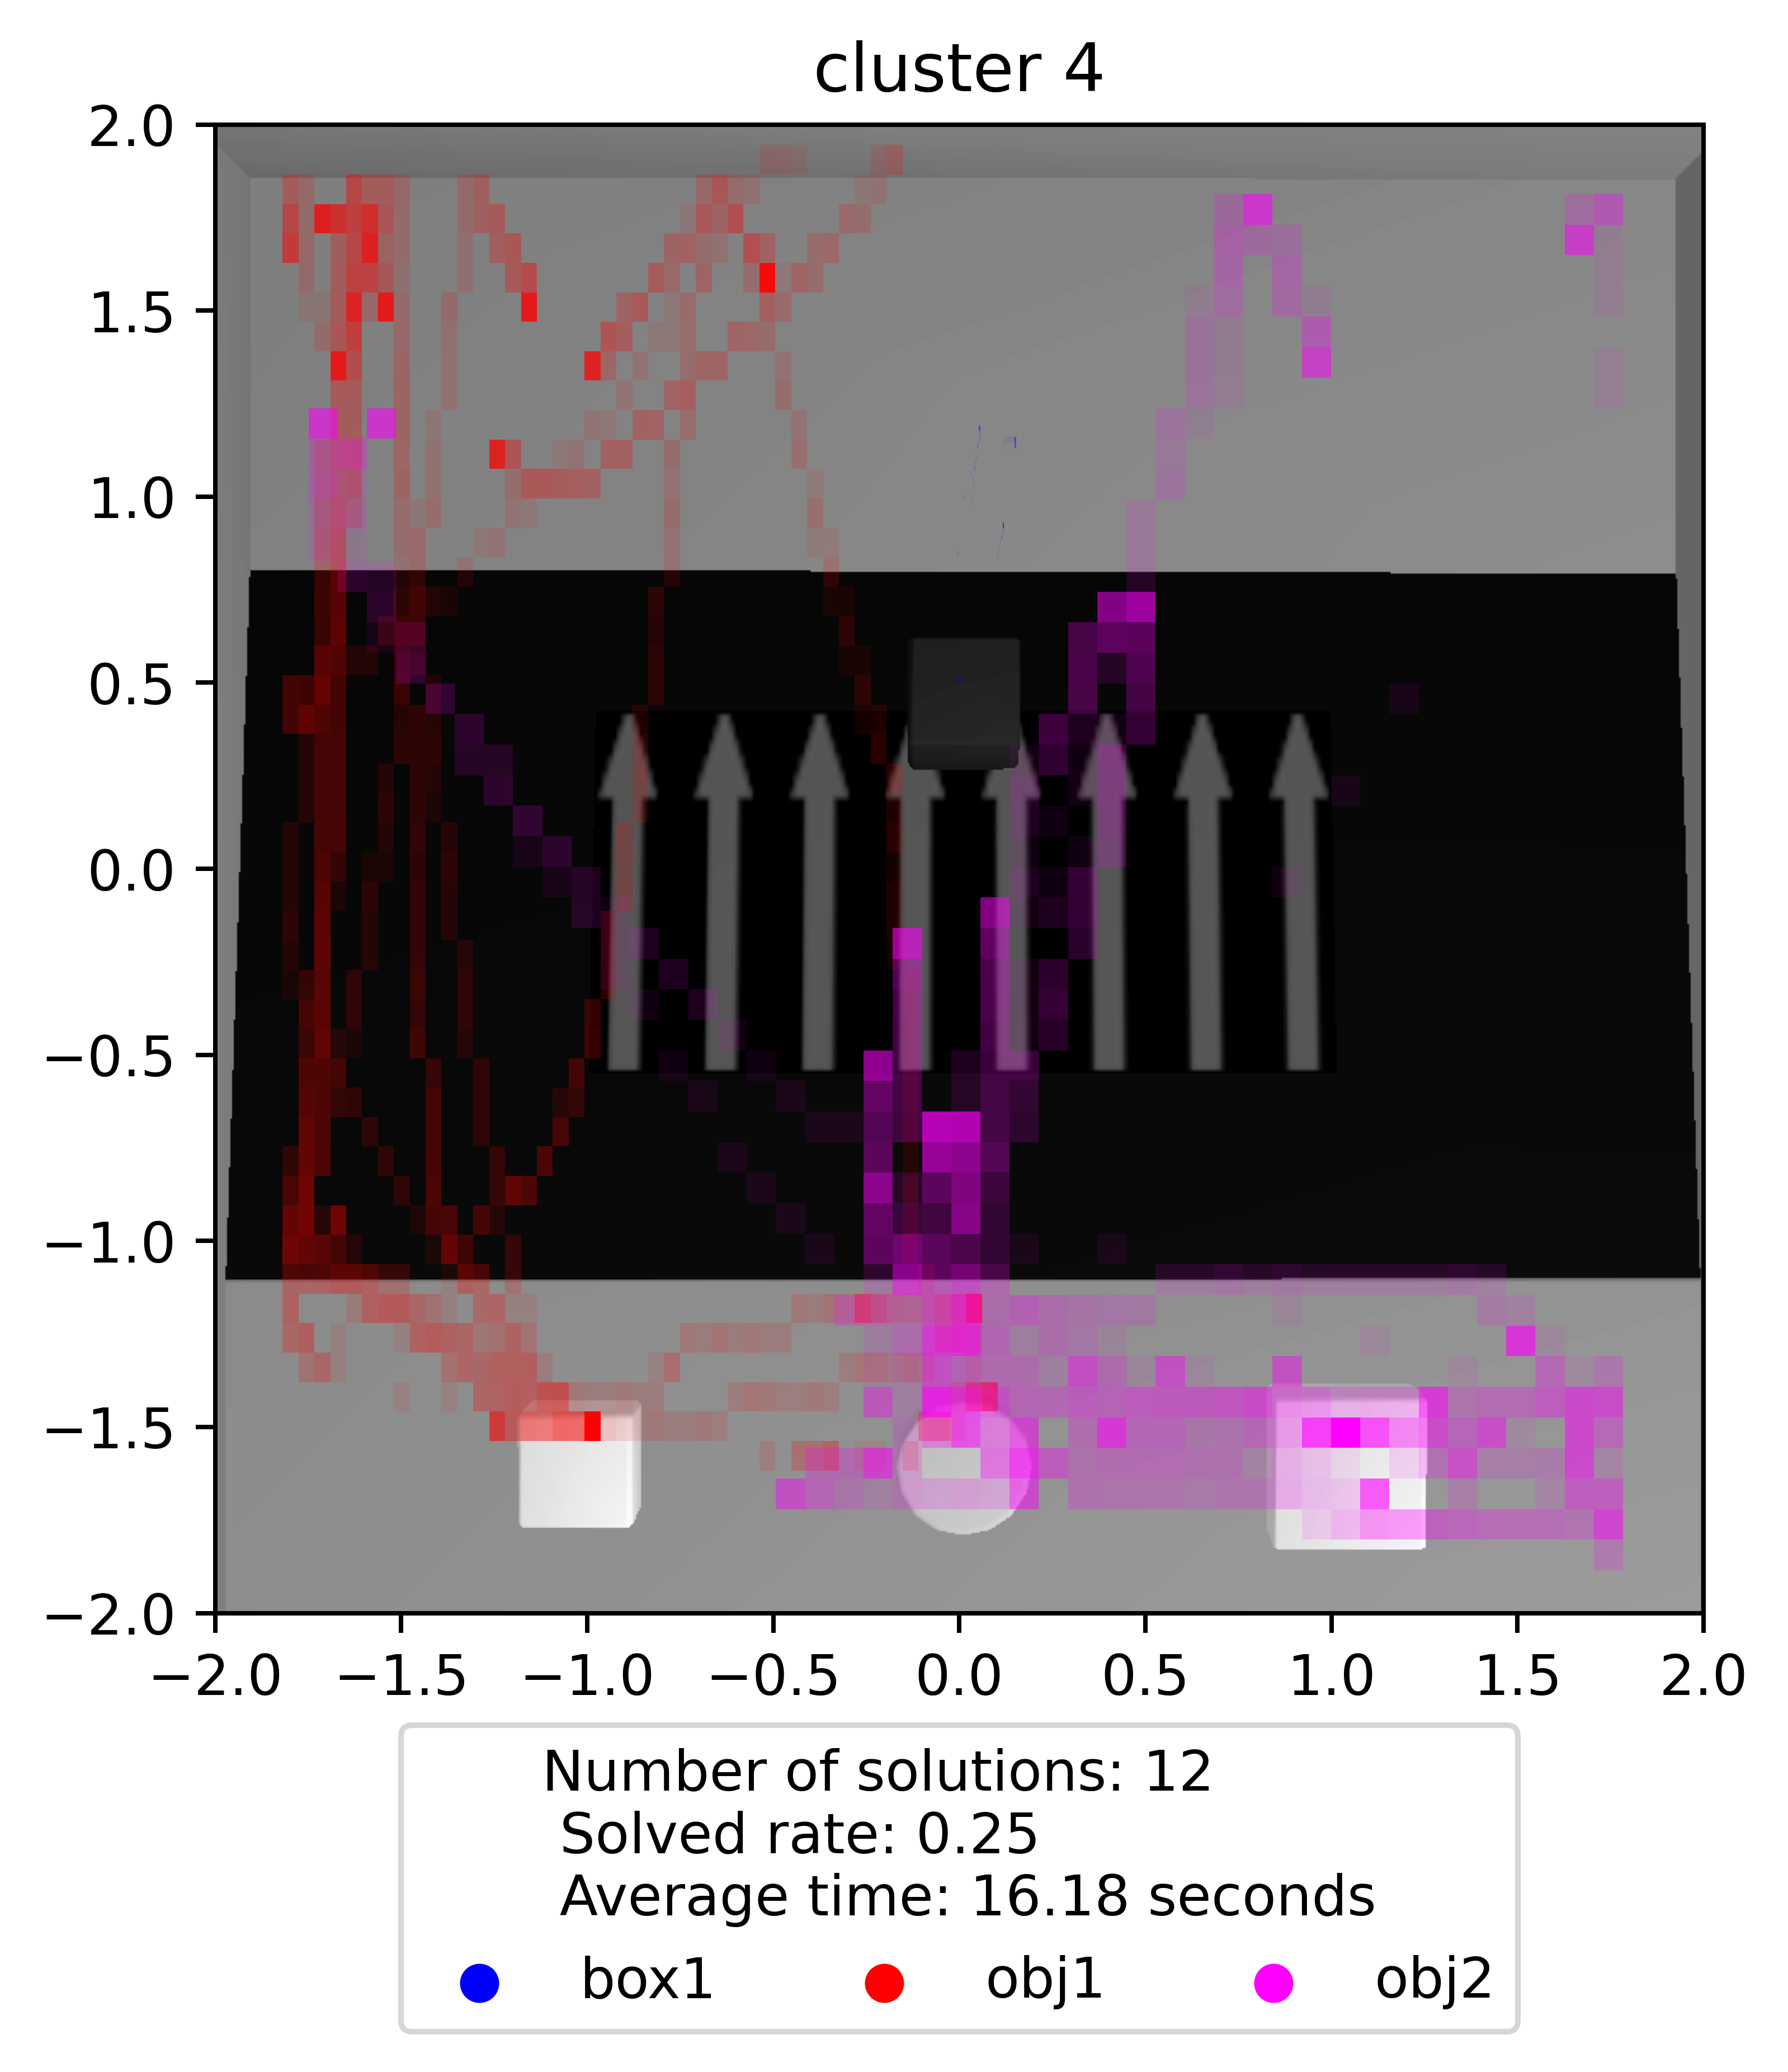 cluster 4
2.0
1.5
1.0
0.5
0.0
−0.5
−1.0
−1.5
−2.0
−2.0 −1.5 −1.0 −0.5 0.0 0.5 1.0 1.5 2.0
Number of solutions: 12
Solved rate: 0.25
Average time: 16.18 seconds
box1 obj1 obj2